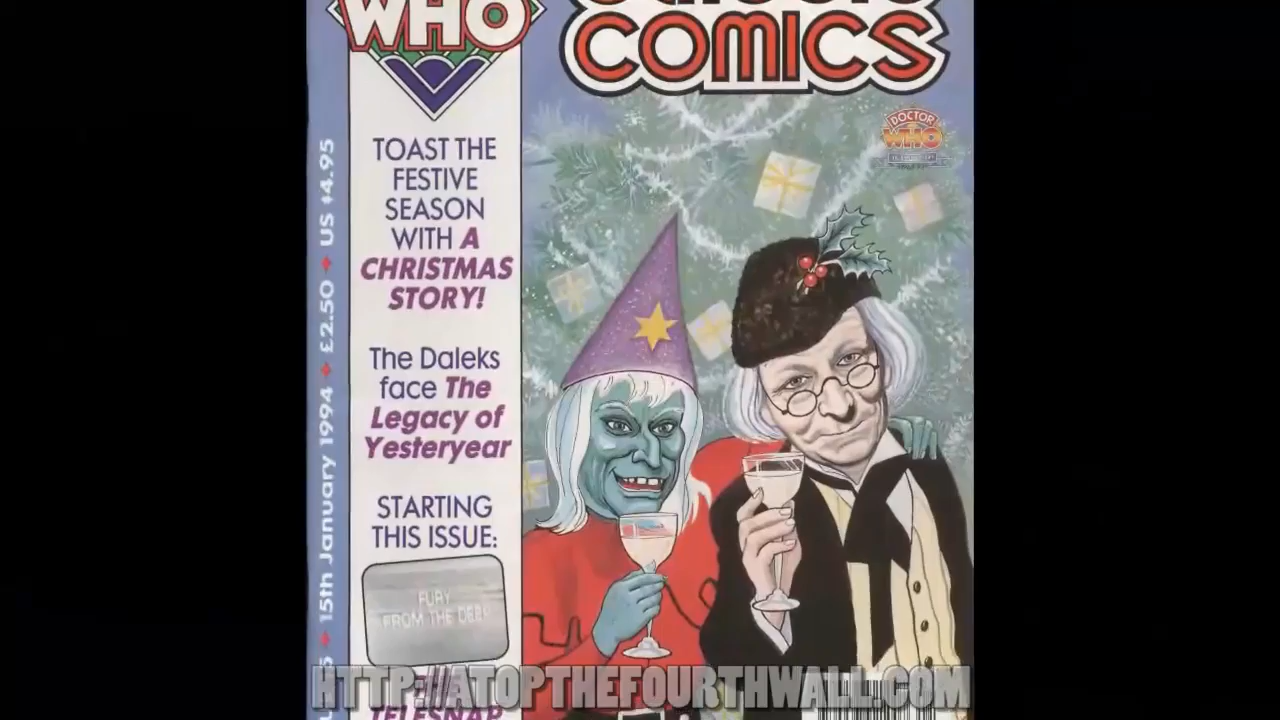 WHO
COMICS
DOCTOR
WHO
TOAST THE
FESTIVE
SEASON
WITH A
CHRISTMAS
STORY!
The Daleks
face The
Legacy of
Yesteryear
STARTING
THIS ISSUE:
FURY
FROM THE DEEP
TELESNAP
15th January 1994 ♦ £2.50 ♦ US $4.95
HTTP://ATOPTHEFOURTHWALL.COM